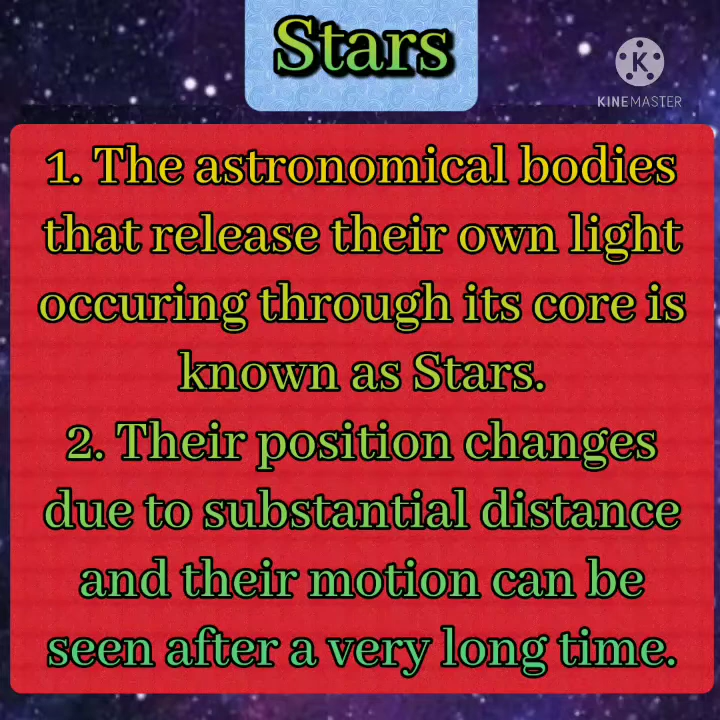 Stars
K
KINEMASTER
1. The astronomical bodies
that release their own light
occuring through its core is
known as Stars.
2. Their position changes
due to substantial distance
and their motion can be
seen after a very long time.